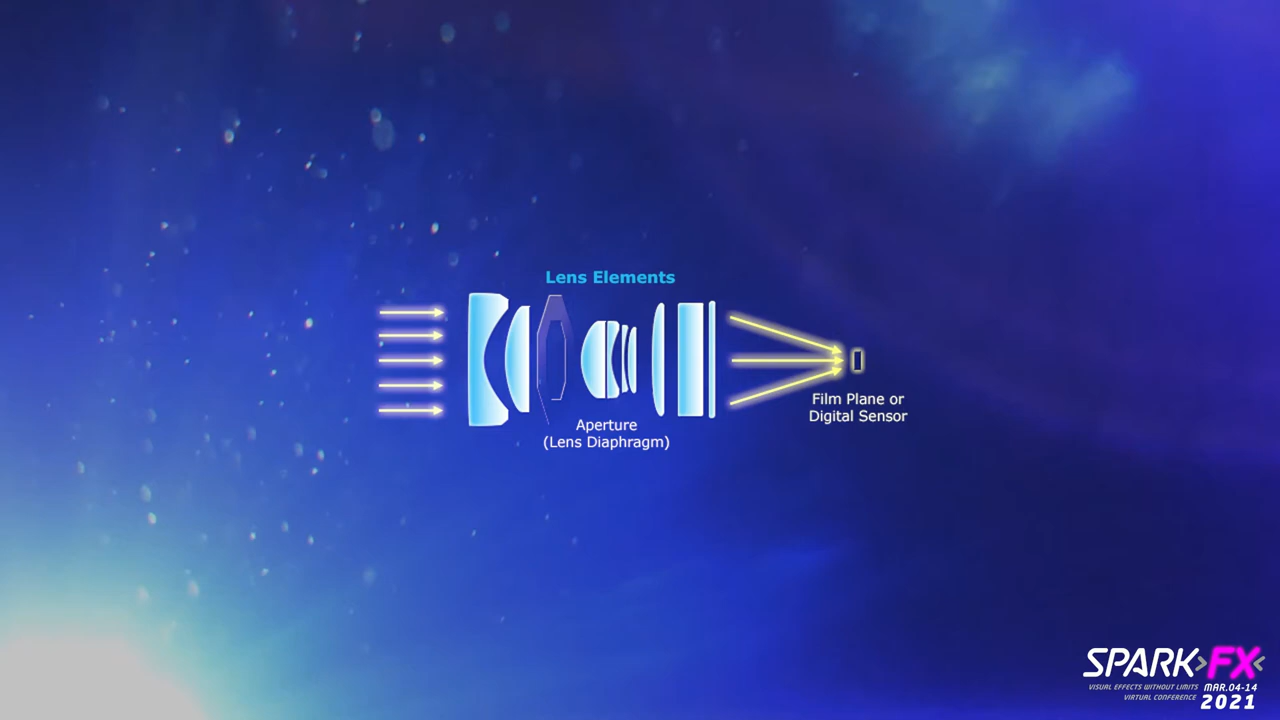 Lens Elements
Aperture
(Lens Diaphragm)
Film Plane or
Digital Sensor
SPARK>FX<
VISUAL EFFECTS WITHOUT LIMITS MAR.04-14
VIRTUAL CONFERENCE 2021